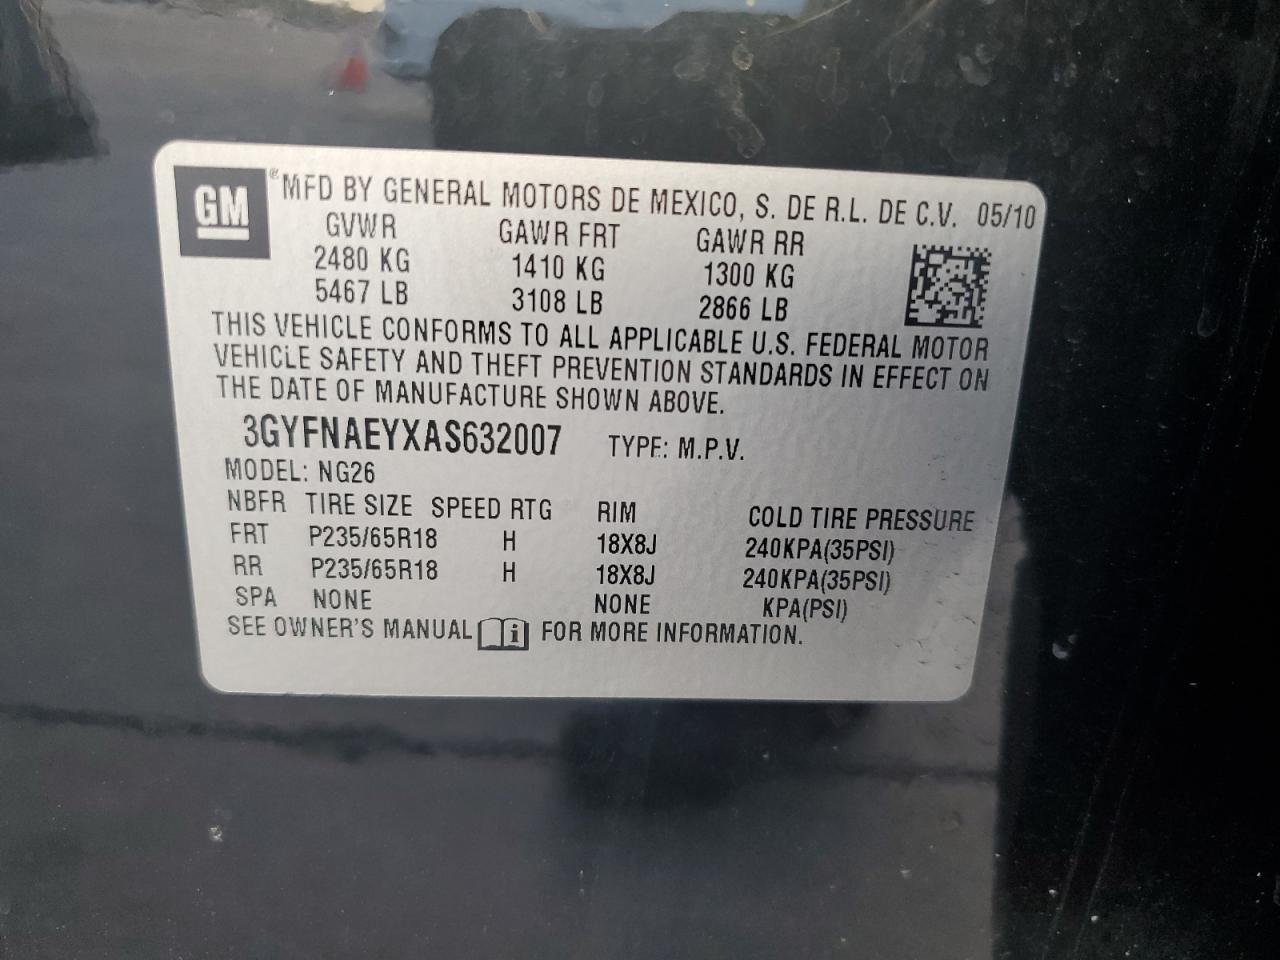 GM ® MFD BY GENERAL MOTORS DE MEXICO, S. DE R.L. DE C.V. 05/10
GVWR GAWR FRT GAWR RR
2480 KG 1410 KG 1300 KG
5467 LB 3108 LB 2866 LB
THIS VEHICLE CONFORMS TO ALL APPLICABLE U.S. FEDERAL MOTOR
VEHICLE SAFETY AND THEFT PREVENTION STANDARDS IN EFFECT ON
THE DATE OF MANUFACTURE SHOWN ABOVE.
3GYFNAEYXAS632007 TYPE: M.P.V.
MODEL: NG26
NBFR TIRE SIZE SPEED RTG RIM COLD TIRE PRESSURE
FRT P235/65R18 H 18X8J 240KPA(35PSI)
RR P235/65R18 H 18X8J 240KPA(35PSI)
SPA NONE NONE KPA(PSI)
SEE OWNER'S MANUAL i FOR MORE INFORMATION.